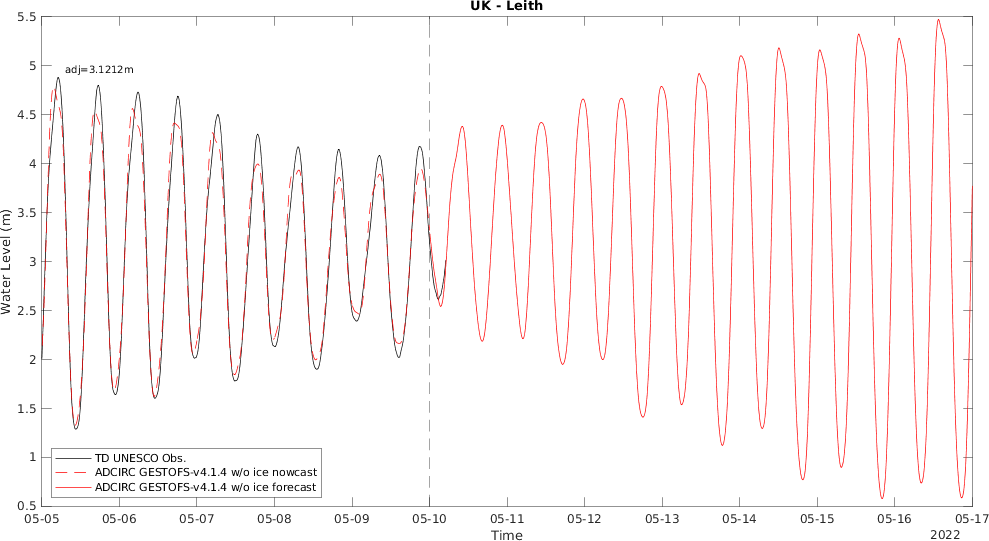 UK - Leith
adj=3.1212m
Water Level (m)
5.5
5
4.5
4
3.5
3
2.5
2
1.5
1
0.5
TD UNESCO Obs.
ADCIRC GESTOFS-v4.1.4 w/o ice nowcast
ADCIRC GESTOFS-v4.1.4 w/o ice forecast
05-05 05-06 05-07 05-08 05-09 05-10 05-11 05-12 05-13 05-14 05-15 05-16 05-17
Time
2022